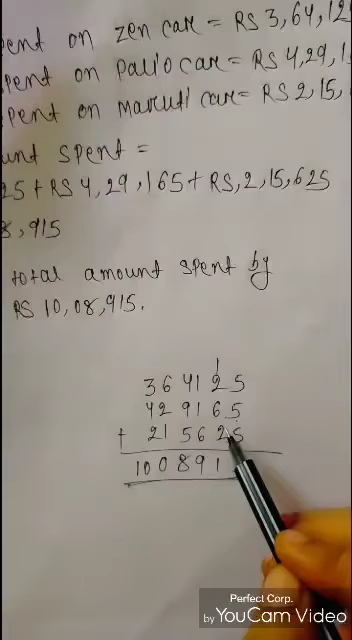 pent on zen car = RS 3,64,12
pent on Palio car = RS 4,29,1
pent on maruti car = RS 2,15,
unt spent =
25 + RS 4,29,165 + RS, 2,15,625
8,915
total amount spent by
RS 10,08,915.
1
364125
429165
+ 215625
100891
Perfect Corp.
by YouCam Video